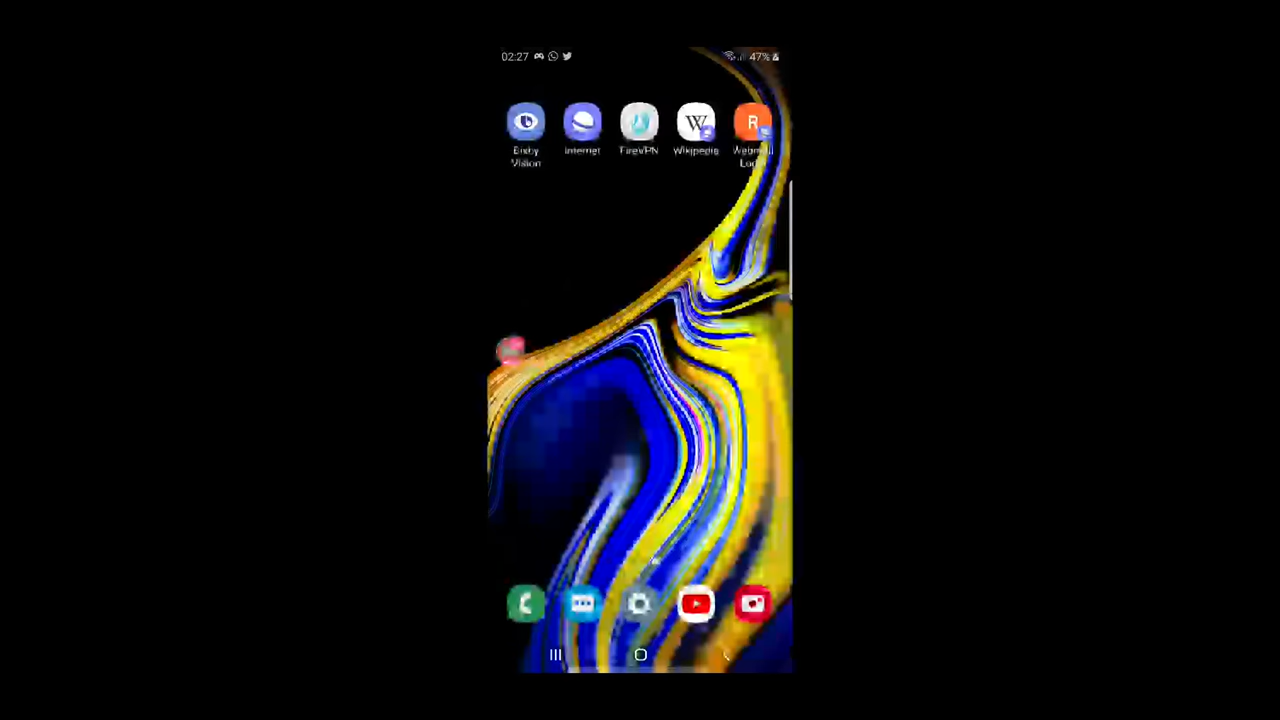 02:27
47%
Bixby Vision
Internet
FireVPN
W
Wikipedia
R